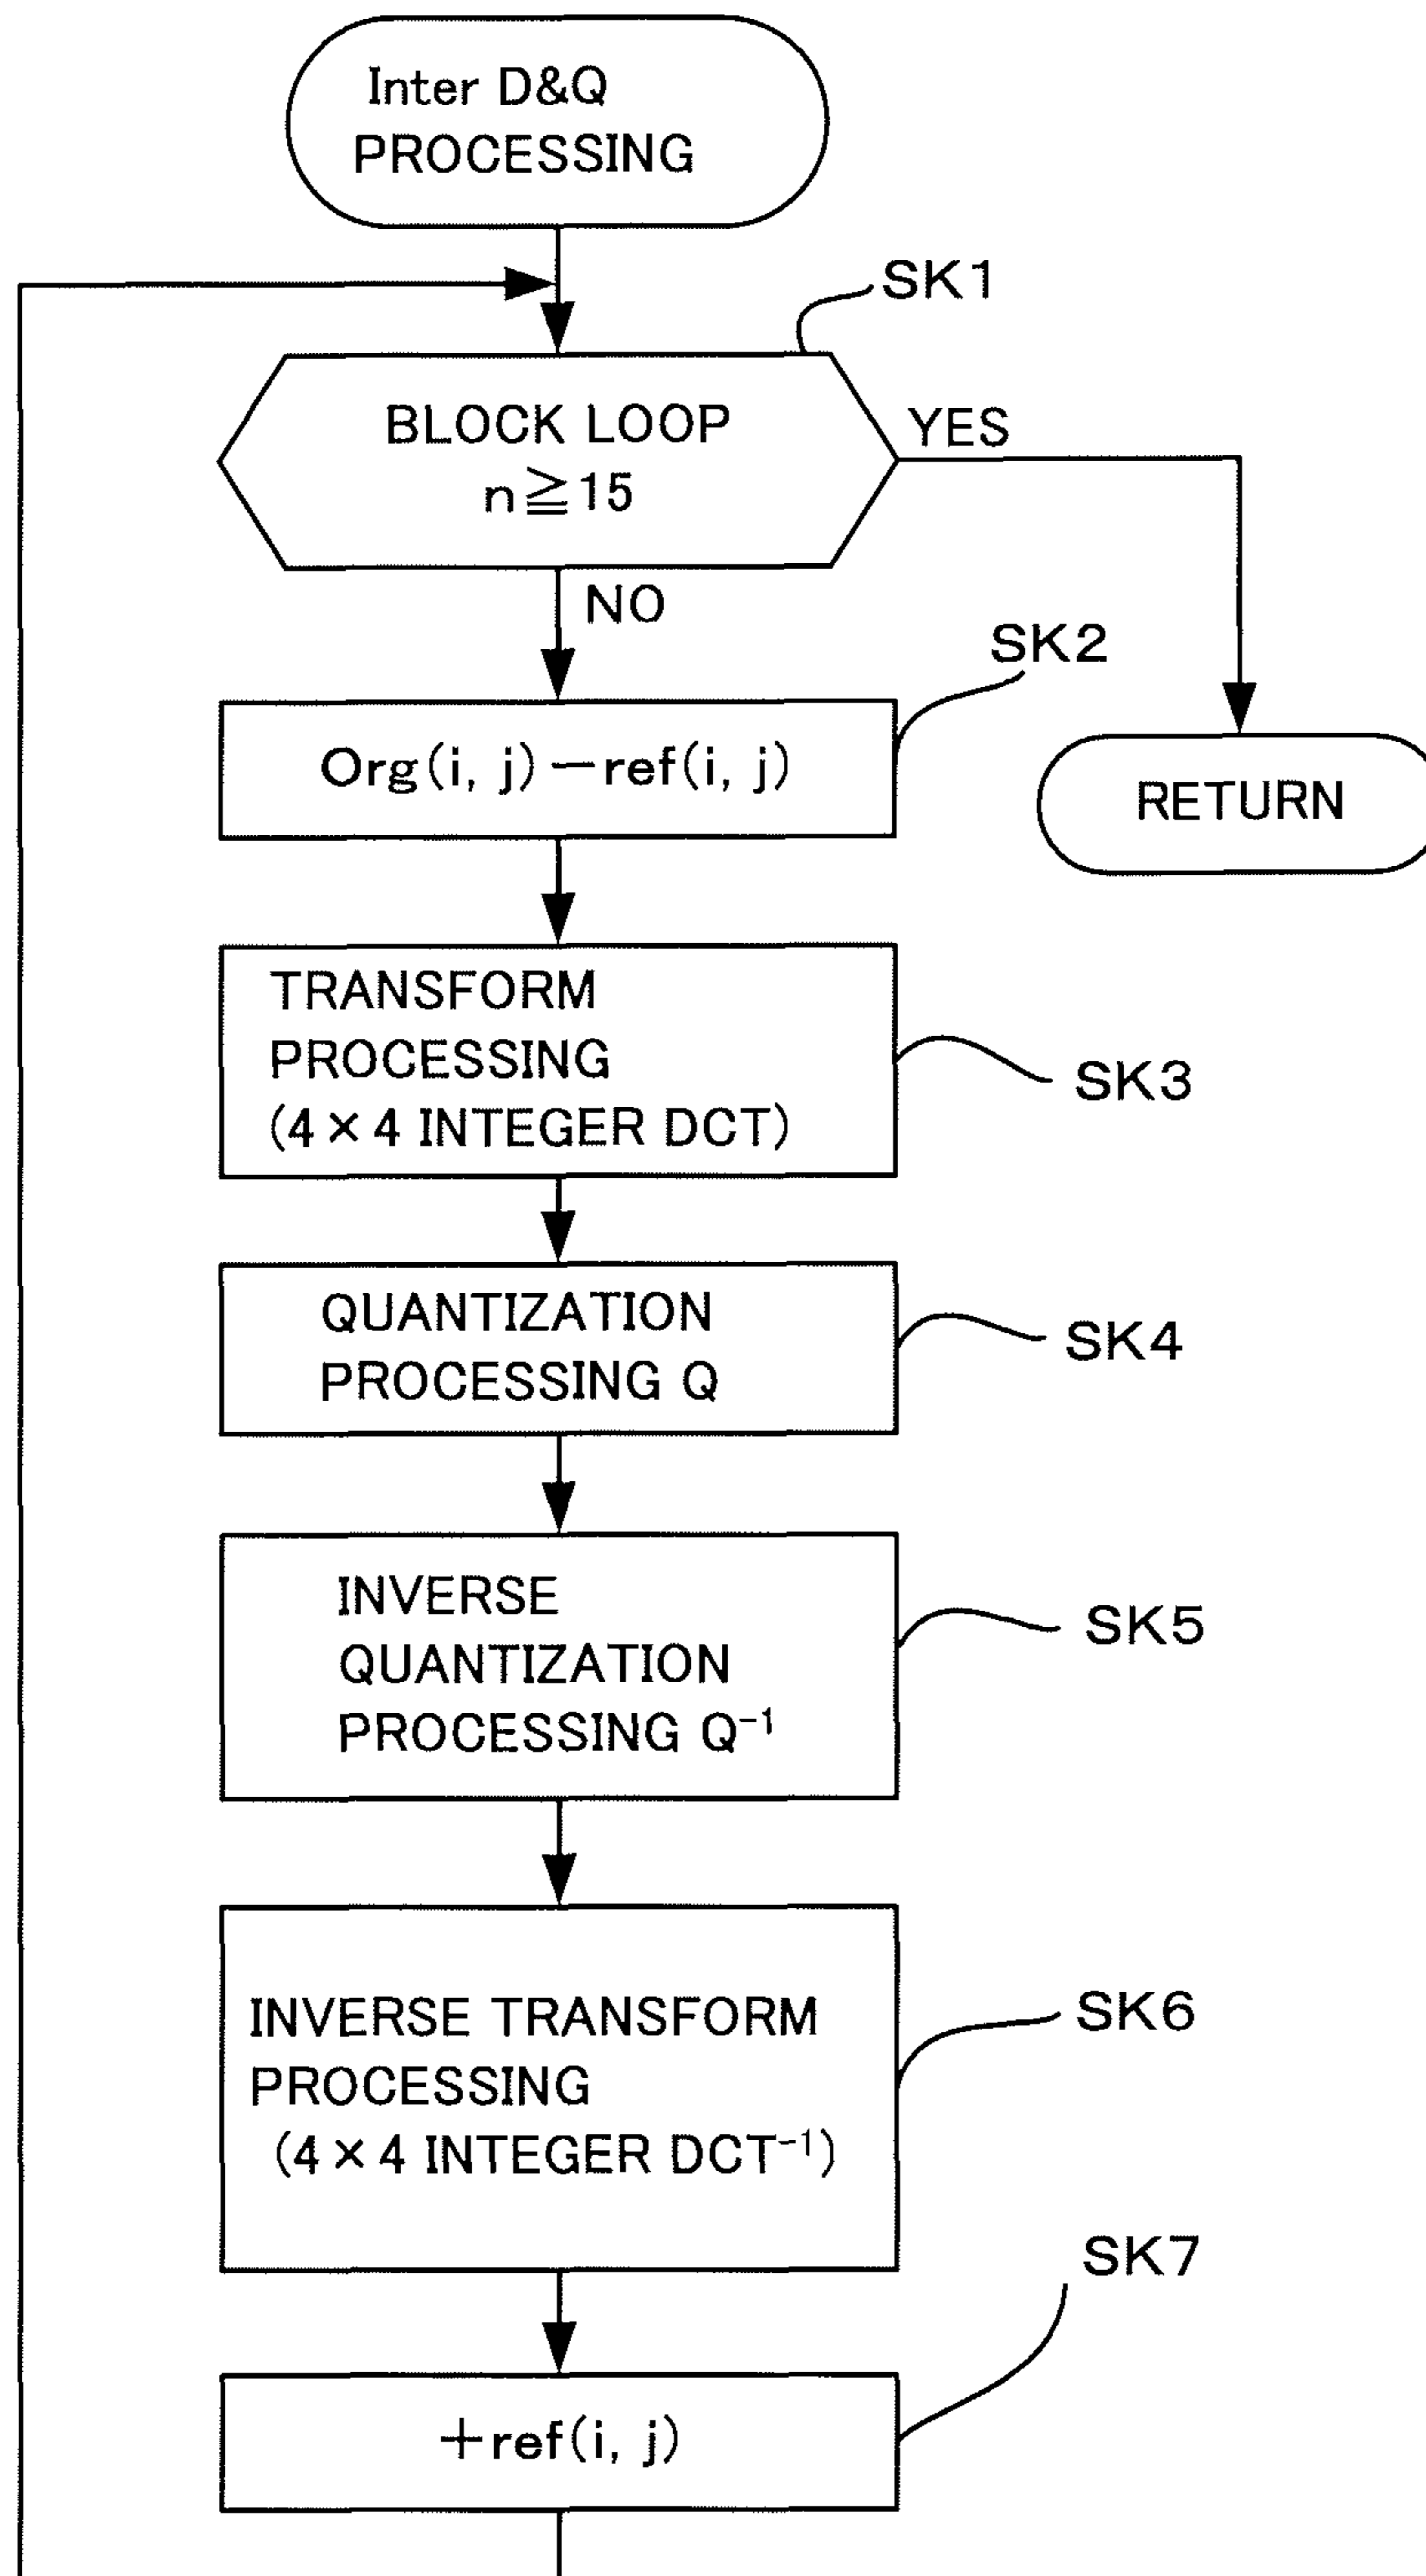 Inter D&Q
PROCESSING
SK1
BLOCK LOOP
n≧15
YES
NO
SK2
Org(i, j)−ref(i, j)
RETURN
TRANSFORM
PROCESSING
(4×4 INTEGER DCT)
SK3
QUANTIZATION
PROCESSING Q
SK4
INVERSE
QUANTIZATION
PROCESSING Q⁻¹
SK5
INVERSE TRANSFORM
PROCESSING
(4×4 INTEGER DCT⁻¹)
SK6
SK7
+ref(i, j)